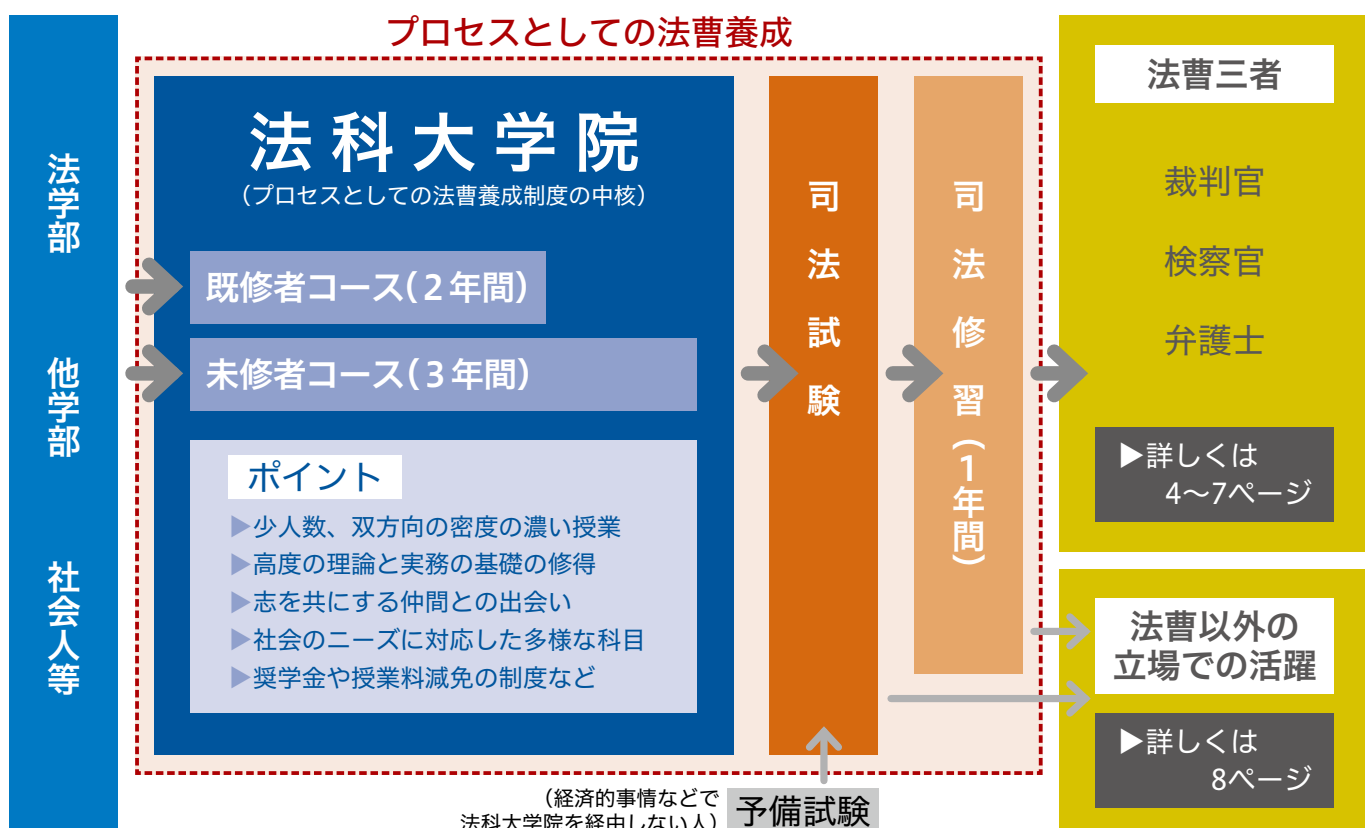 プロセスとしての法曹養成
法学部
他学部
社会人等
法科大学院
（プロセスとしての法曹養成制度の中核）
既修者コース（２年間）
未修者コース（３年間）
ポイント
▶少人数、双方向の密度の濃い授業
▶高度の理論と実務の基礎の修得
▶志を共にする仲間との出会い
▶社会のニーズに対応した多様な科目
▶奨学金や授業料減免の制度など
司法試験
司法修習（１年間）
（経済的事情などで
法科大学院を経由しない人）
予備試験
法曹三者
裁判官
検察官
弁護士
▶詳しくは
4～7ページ
法曹以外の
立場での活躍
▶詳しくは
8ページ